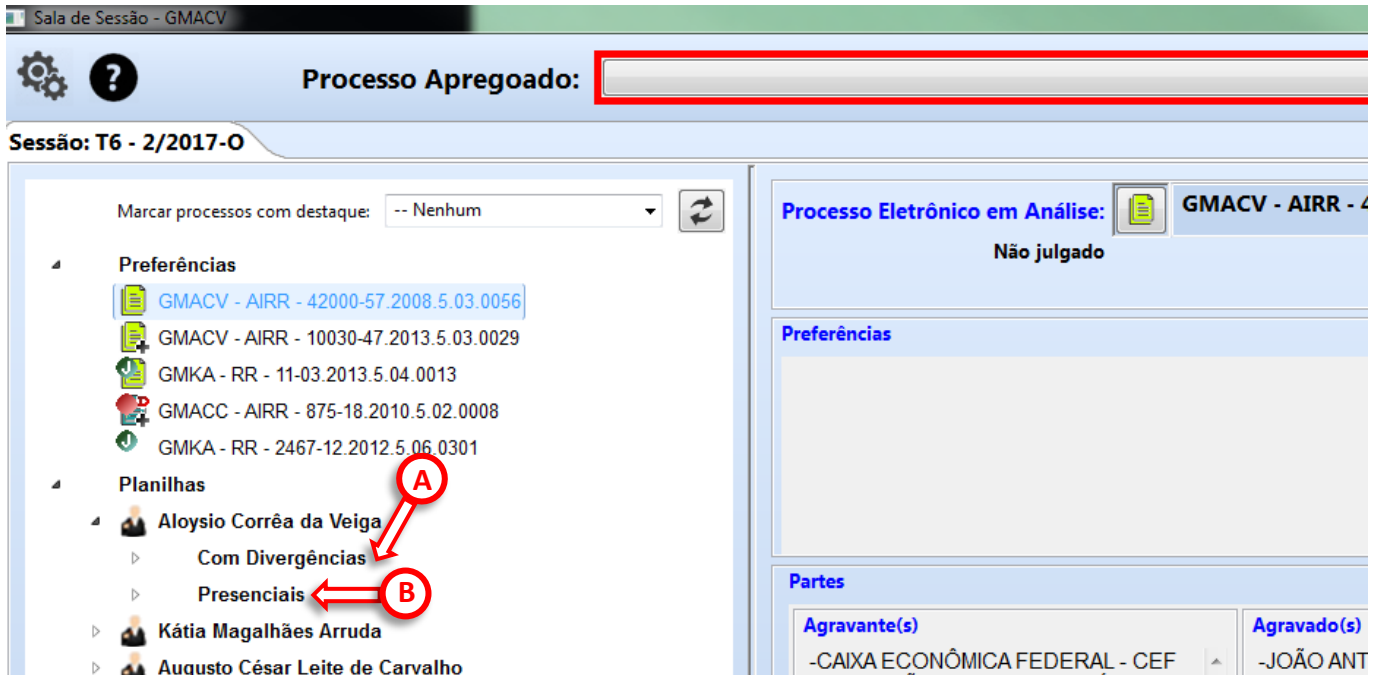 Sala de Sessão - GMACV
?
Processo Apregoado:
Sessão: T6 - 2/2017-O
Marcar processos com destaque: -- Nenhum
Preferências
GMACV - AIRR - 42000-57.2008.5.03.0056
GMACV - AIRR - 10030-47.2013.5.03.0029
J GMKA - RR - 11-03.2013.5.04.0013
D GMACC - AIRR - 875-18.2010.5.02.0008
J GMKA - RR - 2467-12.2012.5.06.0301
Planilhas
A
Aloysio Corrêa da Veiga
Com Divergências
Presenciais
B
Kátia Magalhães Arruda
Augusto César Leite de Carvalho
Processo Eletrônico em Análise: GMACV - AIRR - 4
Não julgado
Preferências
Partes
Agravante(s)
-CAIXA ECONÔMICA FEDERAL - CEF
Agravado(s)
-JOÃO ANT